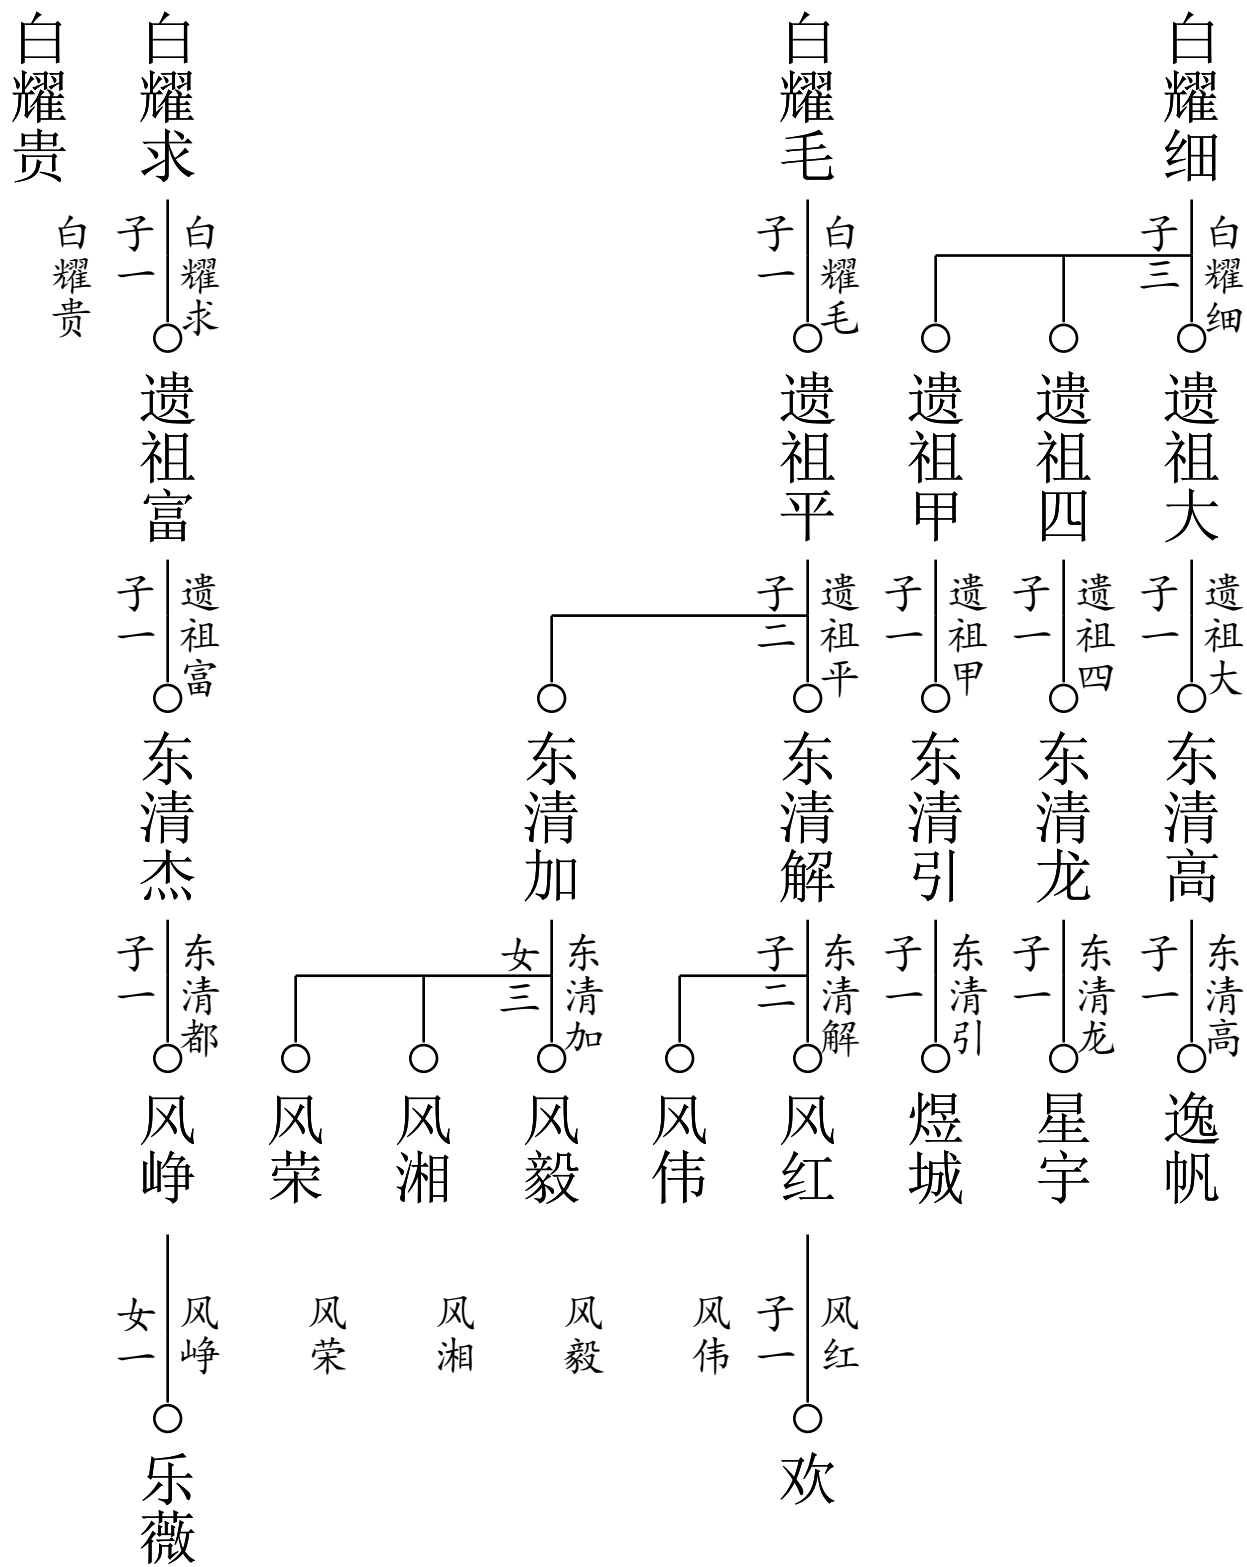 白耀细
白耀毛
白耀求
白耀贵
白耀细
子三
白耀毛
子一
白耀求
子一
白耀贵
遗祖大
遗祖四
遗祖甲
遗祖平
遗祖富
遗祖大
子一
遗祖四
子一
遗祖甲
子一
遗祖平
子二
遗祖富
子一
东清高
东清龙
东清引
东清解
东清加
东清杰
东清高
子一
东清龙
子一
东清引
子一
东清解
子二
东清加
女三
东清都
子一
逸帆
星宇
煜城
风红
风伟
风毅
风湘
风荣
风峥
风红
子一
风伟
风毅
风湘
风荣
风峥
女一
欢
乐薇